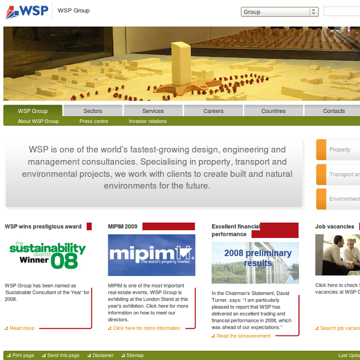 WSP
WSP Group
Group
WSP Group
Sectors
Services
Careers
Countries
Contacts
About WSP Group
Press centre
Investor relations
WSP is one of the world's fastest-growing design, engineering and
management consultancies. Specialising in property, transport and
environmental projects, we work with clients to create built and natural
environments for the future.
Property
Transport an
Environment
WSP wins prestigious award
sustainability
awards
Winner 08
WSP Group has been named as
'Sustainable Consultant of the Year' for
2008.
Read more
MIPIM 2009
mipim
The world's property market
MIPIM is one of the most important
real estate events. WSP Group is
exhibiting at the London Stand at this
year's exhibition. Click here for more
information on how to meet our
directors.
Click here for more information
Excellent financial
performance
2008 preliminary
results
In the Chairman's Statement, David
Turner, says: "I am particularly
pleased to report that WSP has
delivered an excellent trading and
financial performance in 2008, which
was ahead of our expectations."
Read the announcement
Job vacancies
Click here to check
vacancies at WSP G
Search job vaca
Print page
Send this page
Disclaimer
Sitemap